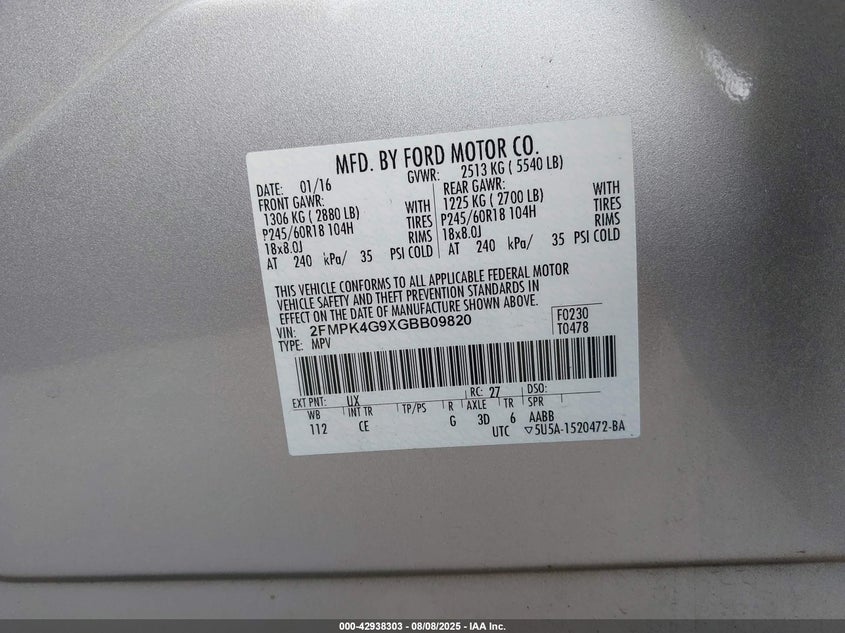 MFD. BY FORD MOTOR CO.
DATE: 01/16 GVWR: 2513 KG ( 5540 LB)
FRONT GAWR: REAR GAWR:
1306 KG ( 2880 LB) WITH 1225 KG ( 2700 LB) WITH
P245/60R18 104H TIRES P245/60R18 104H TIRES
18x8.0J RIMS 18x8.0J RIMS
AT 240 kPa/ 35 PSI COLD AT 240 kPa/ 35 PSI COLD
THIS VEHICLE CONFORMS TO ALL APPLICABLE FEDERAL MOTOR
VEHICLE SAFETY AND THEFT PREVENTION STANDARDS IN
EFFECT ON THE DATE OF MANUFACTURE SHOWN ABOVE.
VIN: 2FMPK4G9XGBB09820 F0230
TYPE: MPV T0478
EXT PNT: UX RC: 27 DSO:
WB INT TR TP/PS R AXLE TR SPR
112 CE G 3D 6 AABB
UTC ▽5U5A-1520472-BA
000-42938303 - 08/08/2025 - IAA Inc.